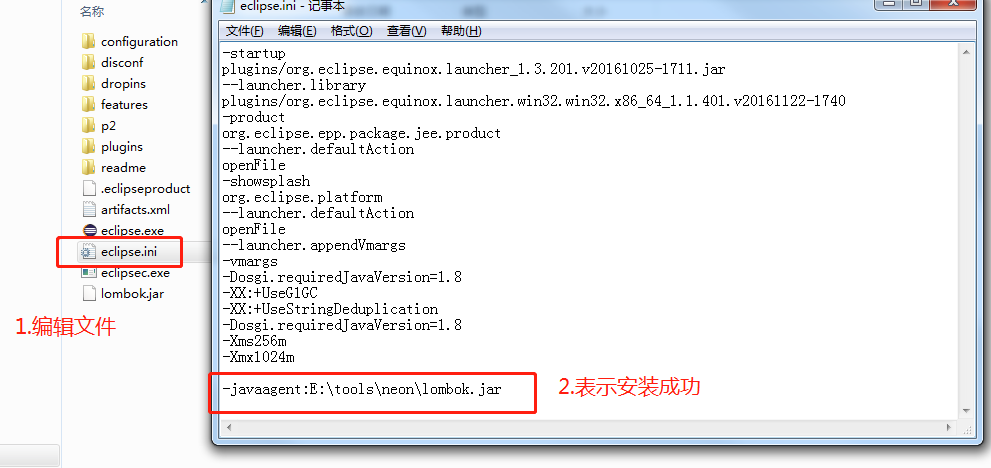 名称
configuration
disconf
dropins
features
p2
plugins
readme
.eclipseproduct
artifacts.xml
eclipse.exe
eclipse.ini
eclipsec.exe
lombok.jar
1.编辑文件
eclipse.ini - 记事本
文件(F) 编辑(E) 格式(O) 查看(V) 帮助(H)
-startup
plugins/org.eclipse.equinox.launcher_1.3.201.v20161025-1711.jar
--launcher.library
plugins/org.eclipse.equinox.launcher.win32.win32.x86_64_1.1.401.v20161122-1740
-product
org.eclipse.epp.package.jee.product
--launcher.defaultAction
openFile
-showsplash
org.eclipse.platform
--launcher.defaultAction
openFile
--launcher.appendVmargs
-vmargs
-Dosgi.requiredJavaVersion=1.8
-XX:+UseG1GC
-XX:+UseStringDeduplication
-Dosgi.requiredJavaVersion=1.8
-Xms256m
-Xmx1024m
-javaagent:E:\tools\neon\lombok.jar
2.表示安装成功